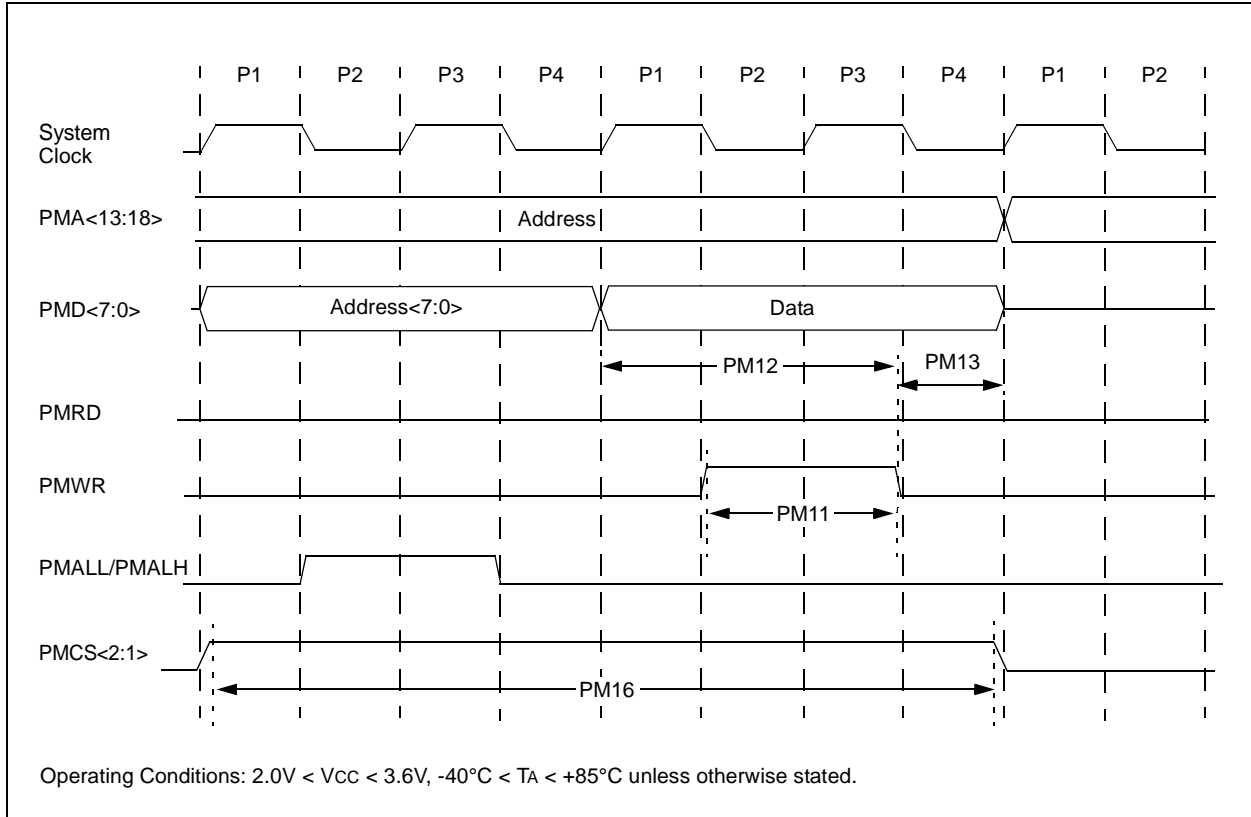 P1 P2 P3 P4 P1 P2 P3 P4 P1 P2
System
Clock
PMA<13:18>
Address
PMD<7:0>
Address<7:0>
Data
PM12
PM13
PMRD
PMWR
PM11
PMALL/PMALH
PMCS<2:1>
PM16
Operating Conditions: 2.0V < VCC < 3.6V, -40°C < TA < +85°C unless otherwise stated.